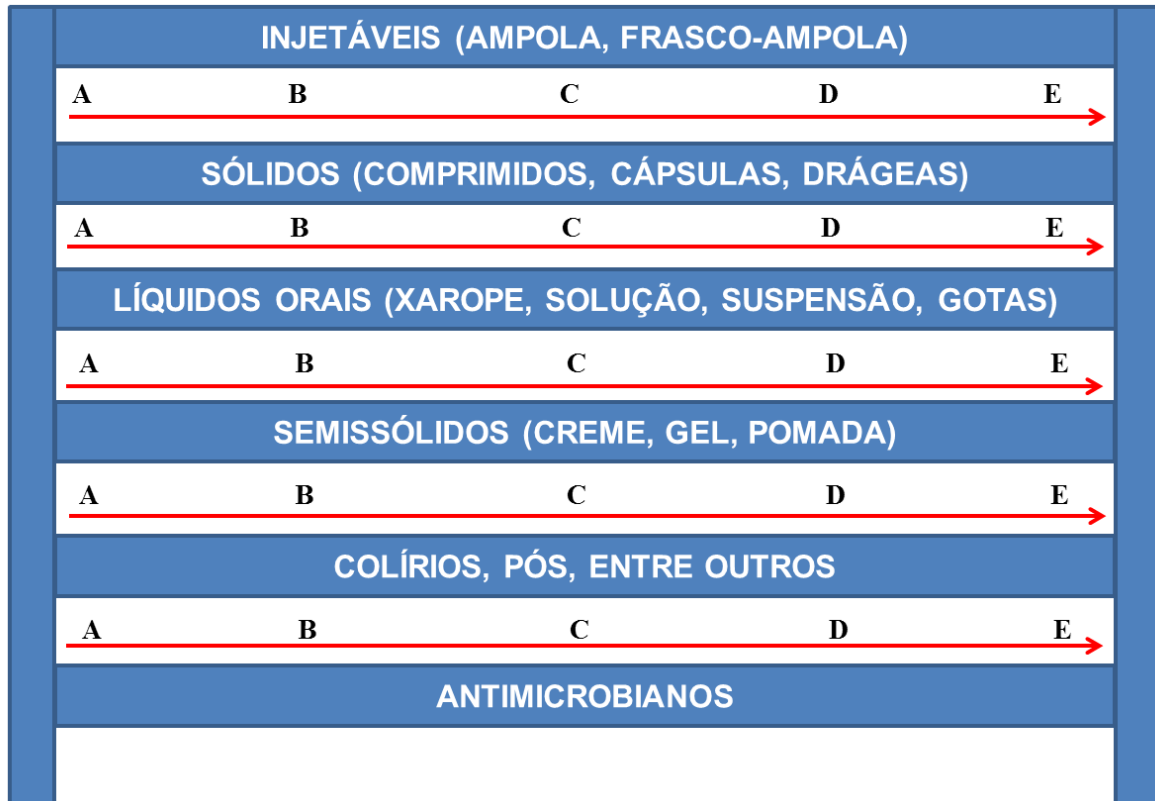 INJETÁVEIS (AMPOLA, FRASCO-AMPOLA)
A B C D E
SÓLIDOS (COMPRIMIDOS, CÁPSULAS, DRÁGEAS)
A B C D E
LÍQUIDOS ORAIS (XAROPE, SOLUÇÃO, SUSPENSÃO, GOTAS)
A B C D E
SEMISSÓLIDOS (CREME, GEL, POMADA)
A B C D E
COLÍRIOS, PÓS, ENTRE OUTROS
A B C D E
ANTIMICROBIANOS